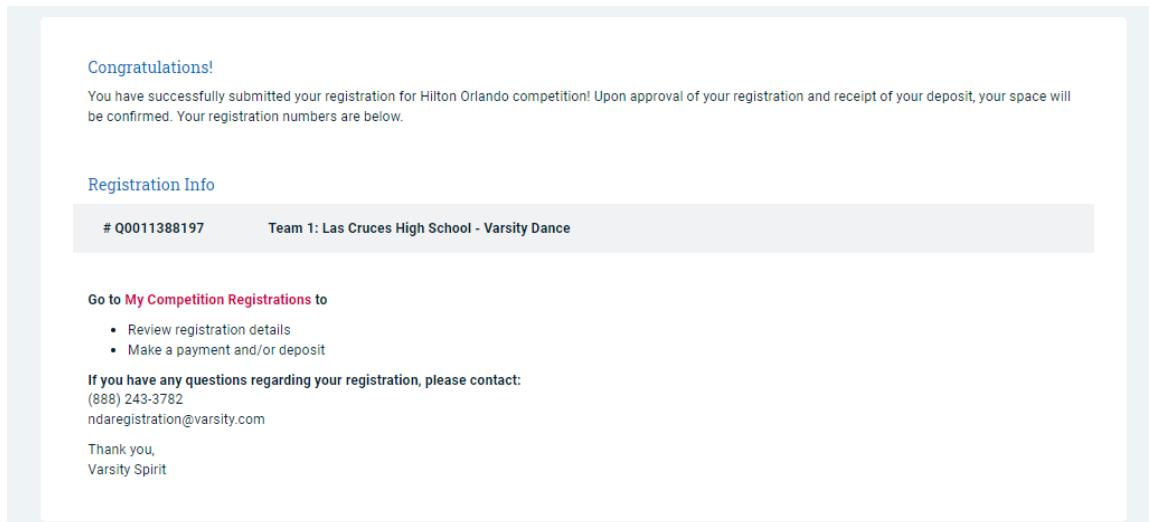 Congratulations!
You have successfully submitted your registration for Hilton Orlando competition! Upon approval of your registration and receipt of your deposit, your space will
be confirmed. Your registration numbers are below.
Registration Info
# Q0011388197 Team 1: Las Cruces High School - Varsity Dance
Go to My Competition Registrations to
• Review registration details
• Make a payment and/or deposit
If you have any questions regarding your registration, please contact:
(888) 243-3782
ndaregistration@varsity.com
Thank you,
Varsity Spirit